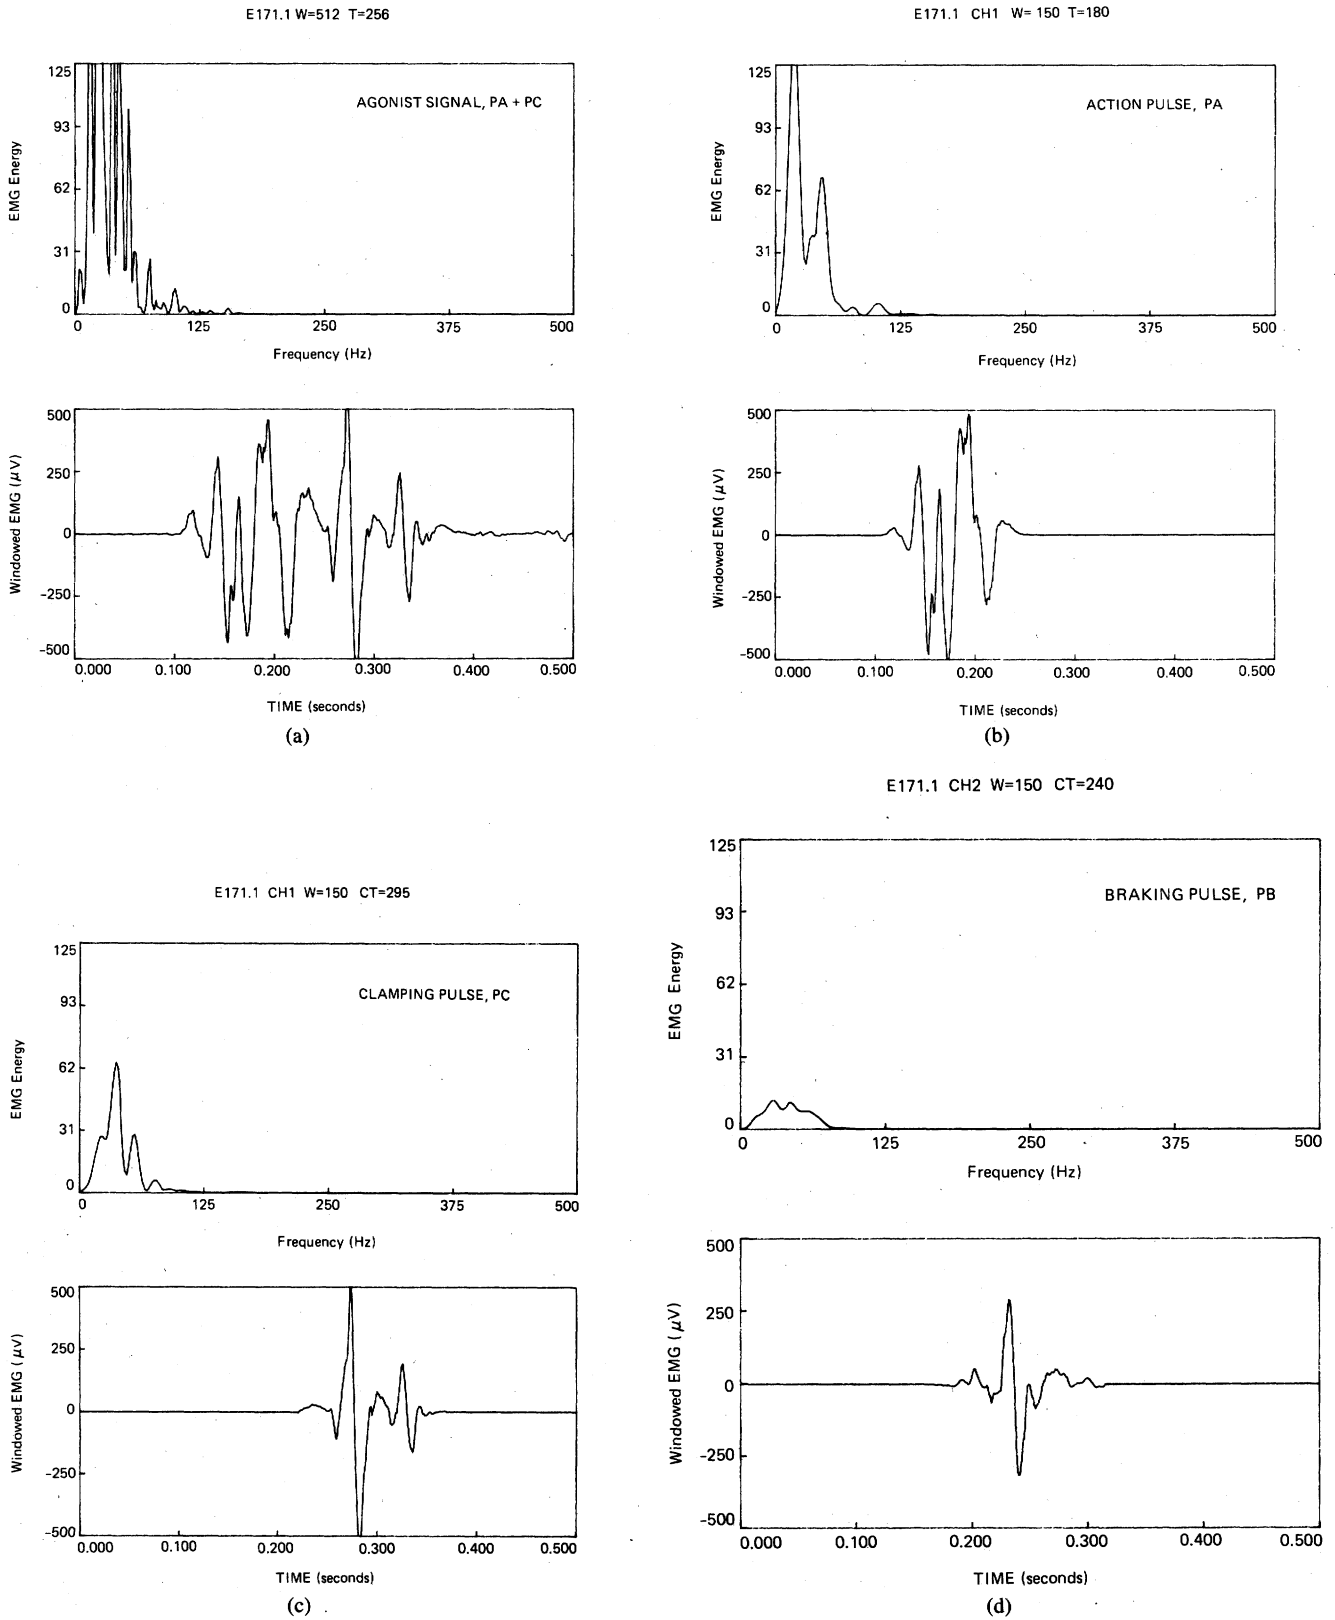 E171.1 W=512 T=256
125
93
62
31
0
EMG Energy
AGONIST SIGNAL, PA + PC
0 125 250 375 500
Frequency (Hz)
500
250
0
-250
-500
Windowed EMG (μV)
0.000 0.100 0.200 0.300 0.400 0.500
TIME (seconds)
(a)
E171.1 CH1 W= 150 T=180
125
93
62
31
0
EMG Energy
ACTION PULSE, PA
0 125 250 375 500
Frequency (Hz)
500
250
0
-250
-500
Windowed EMG (μV)
0.000 0.100 0.200 0.300 0.400 0.500
TIME (seconds)
(b)
E171.1 CH1 W=150 CT=295
125
93
62
31
0
EMG Energy
CLAMPING PULSE, PC
0 125 250 375 500
Frequency (Hz)
500
250
0
-250
-500
Windowed EMG (μV)
0.000 0.100 0.200 0.300 0.400 0.500
TIME (seconds)
(c)
E171.1 CH2 W=150 CT=240
125
93
62
31
0
EMG Energy
BRAKING PULSE, PB
0 125 250 375 500
Frequency (Hz)
500
250
0
-250
-500
Windowed EMG (μV)
0.000 0.100 0.200 0.300 0.400 0.500
TIME (seconds)
(d)